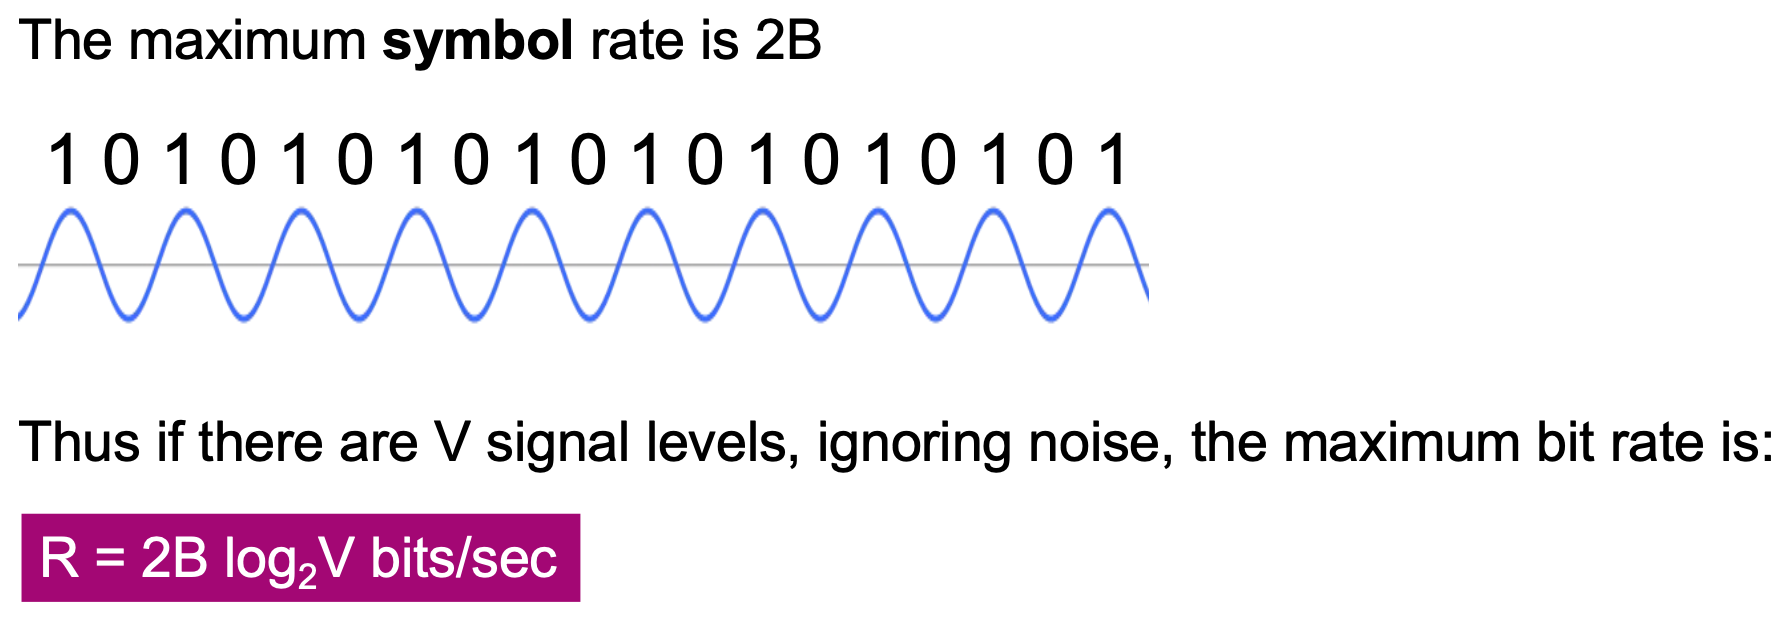 The maximum symbol rate is 2B
1 0 1 0 1 0 1 0 1 0 1 0 1 0 1 0 1 0 1
Thus if there are V signal levels, ignoring noise, the maximum bit rate is:
R = 2B log₂V bits/sec